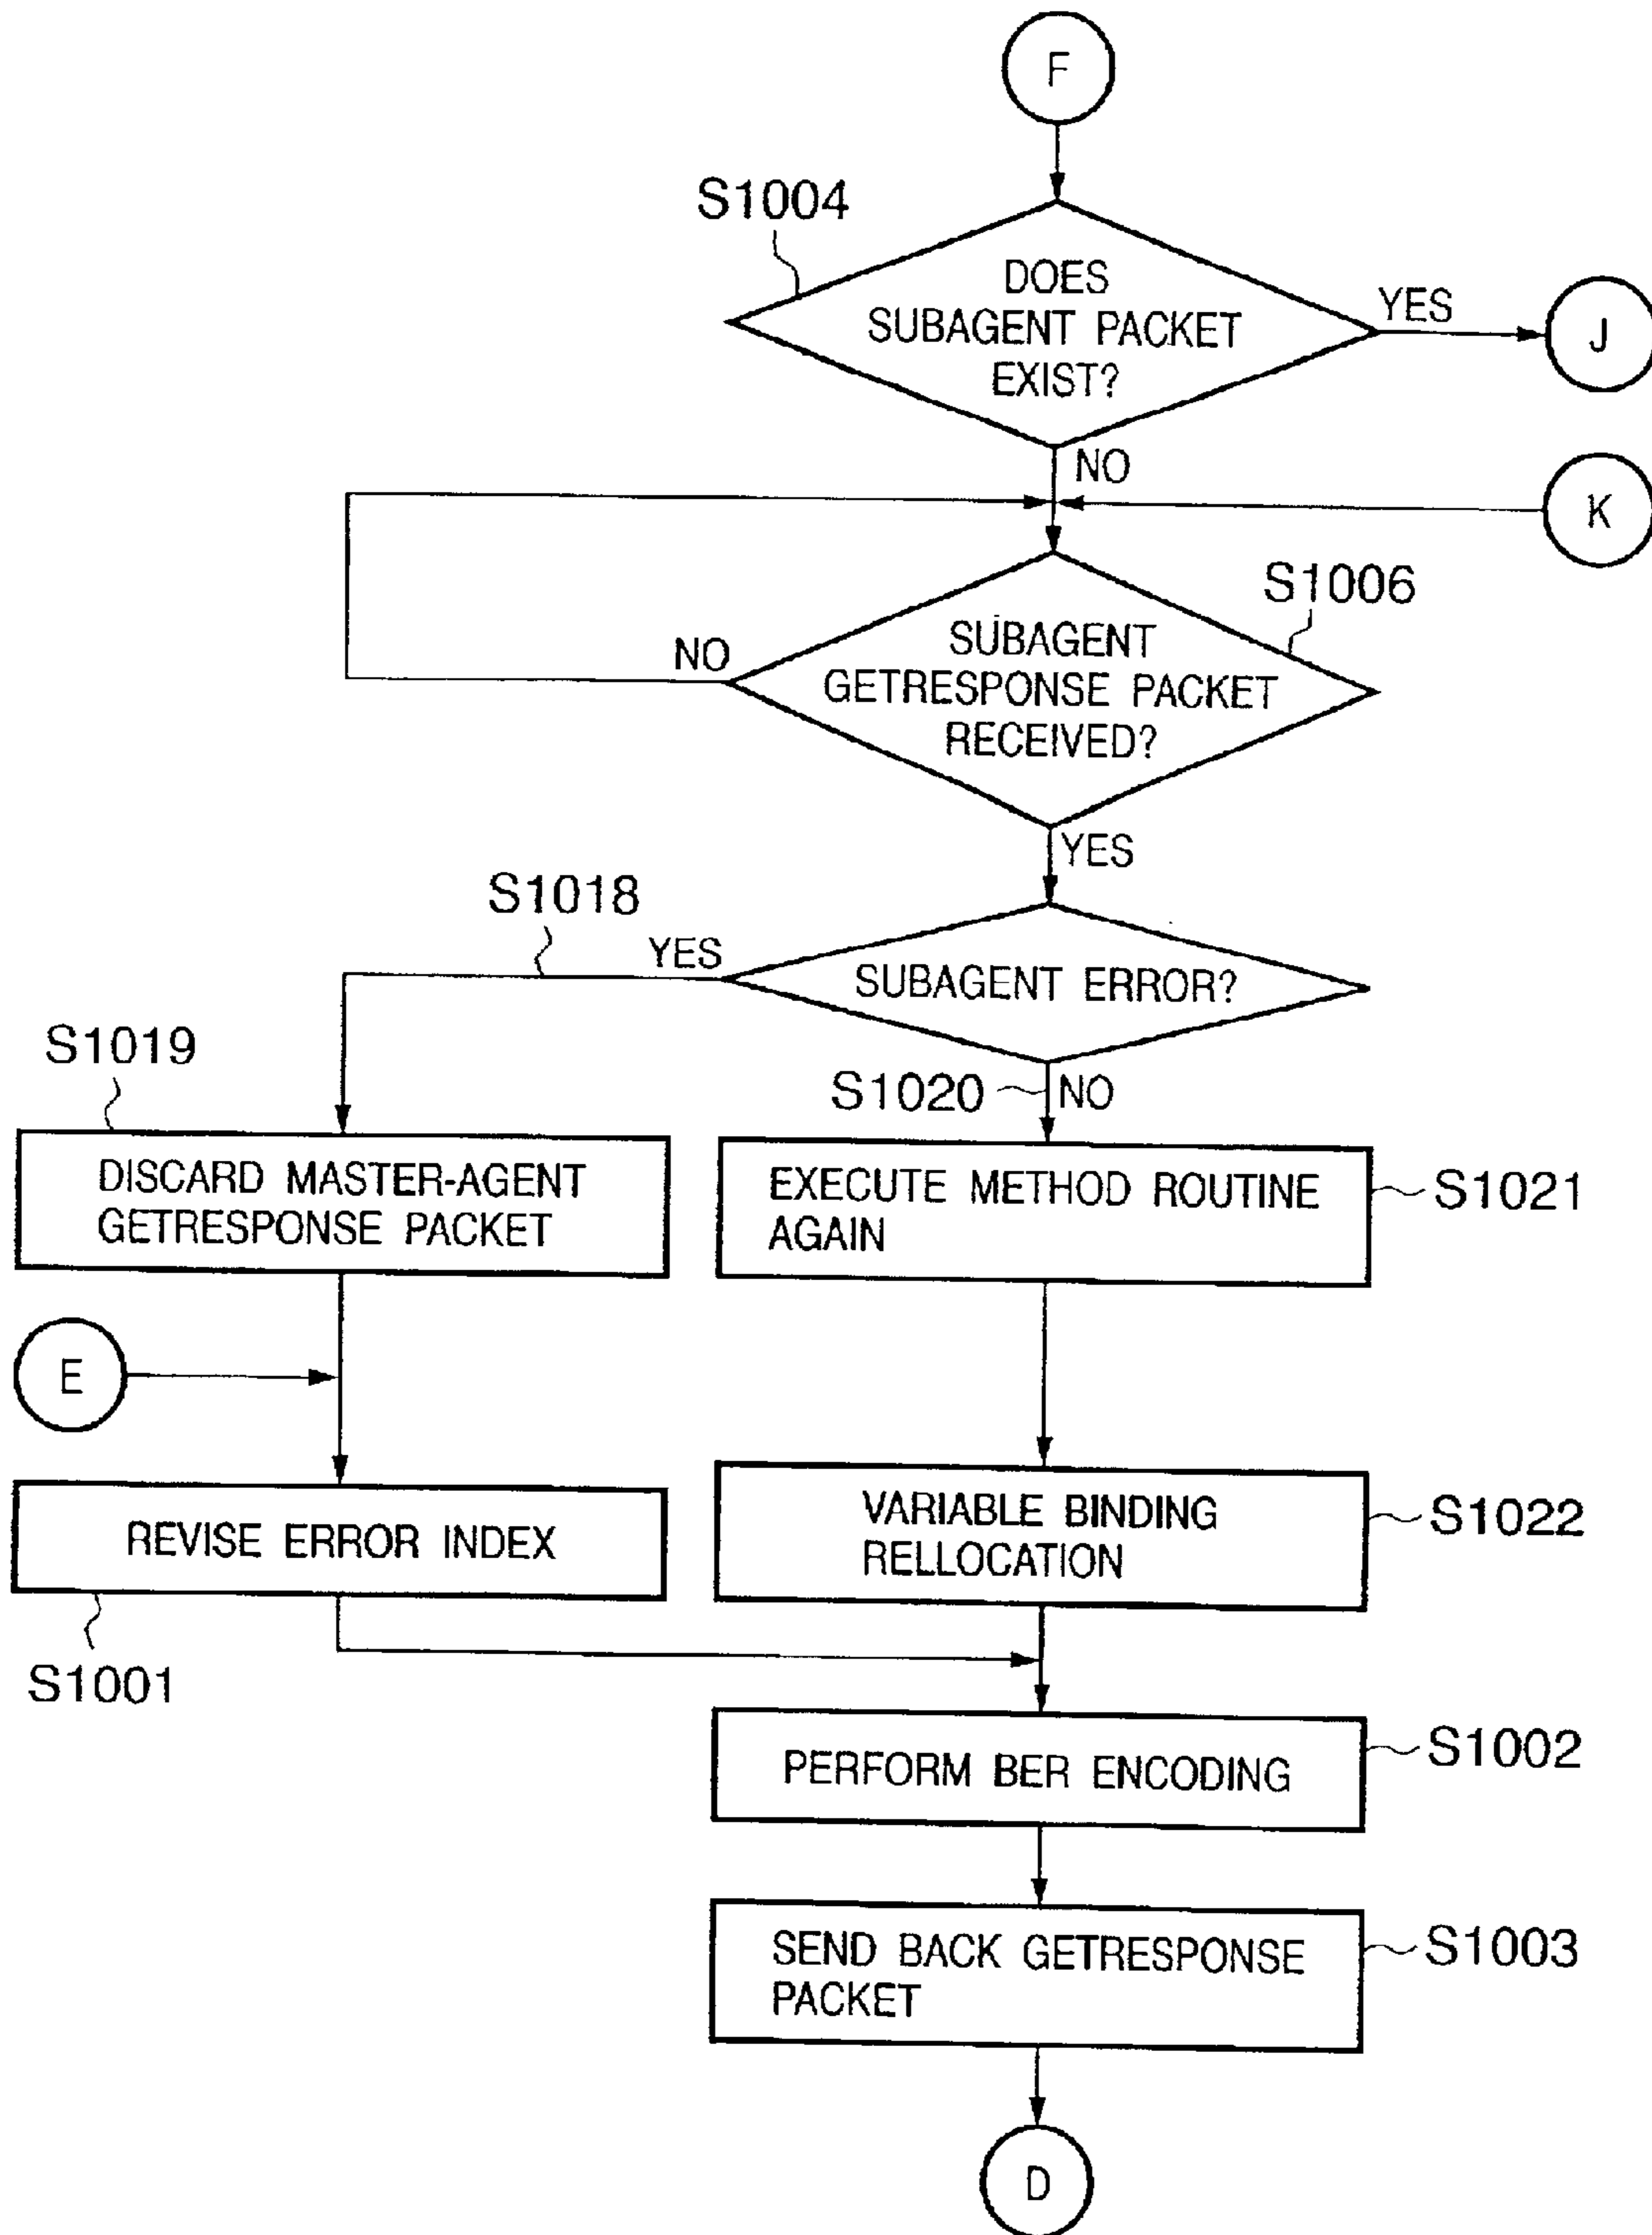 F
S1004
DOES
SUBAGENT PACKET
EXIST?
YES
J
NO
K
S1006
SUBAGENT
GETRESPONSE PACKET
RECEIVED?
NO
YES
S1018
YES
SUBAGENT ERROR?
S1019
S1020
NO
DISCARD MASTER-AGENT
GETRESPONSE PACKET
EXECUTE METHOD ROUTINE
AGAIN
S1021
E
REVISE ERROR INDEX
VARIABLE BINDING
RELLOCATION
S1022
S1001
PERFORM BER ENCODING
S1002
SEND BACK GETRESPONSE
PACKET
S1003
D